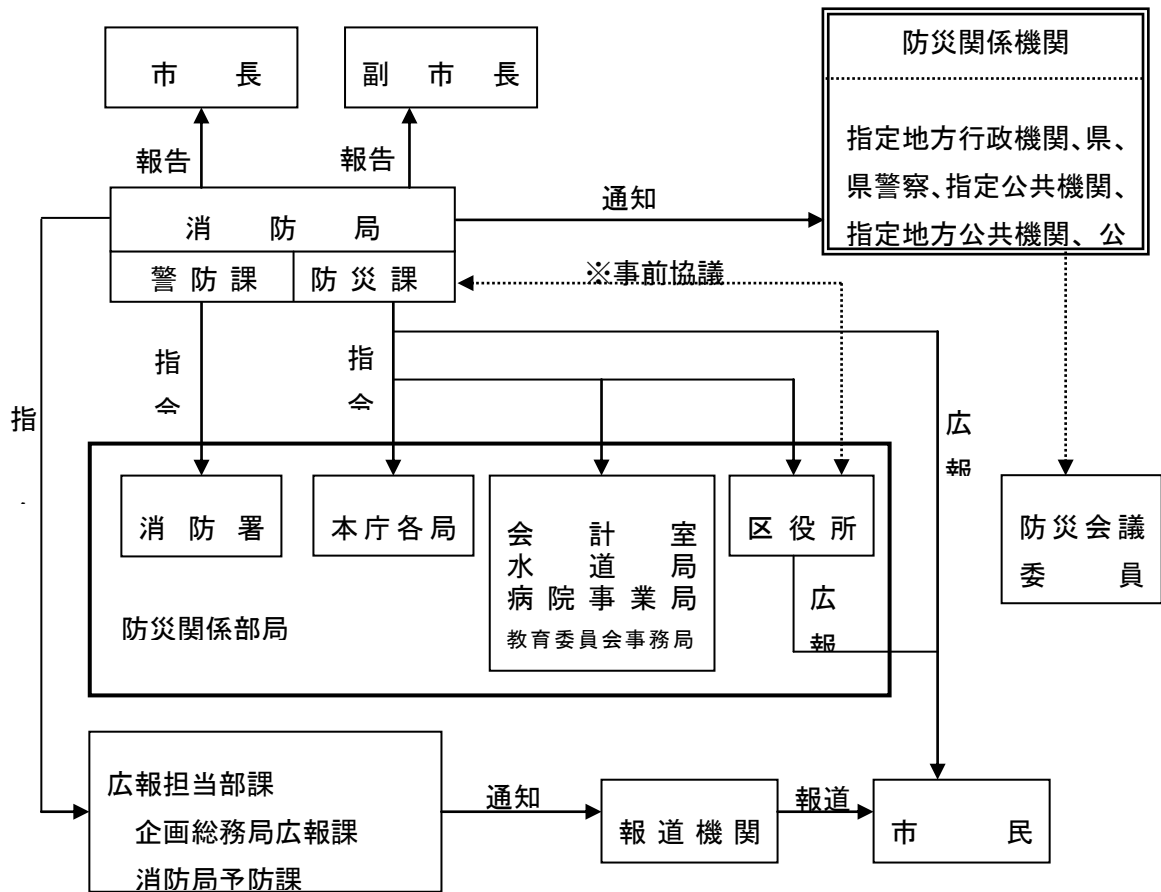 市長
副市長
防災関係機関
指定地方行政機関、県、
県警察、指定公共機関、
指定地方公共機関、公
報告
報告
消防局
通知
警防課
防災課
※事前協議
指令
指令
指
広報
消防署
本庁各局
会計室
水道局
病院事業局
教育委員会事務局
区役所
防災会議
委員
防災関係部局
広報
広報担当部課
企画総務局広報課
消防局予防課
通知
報道機関
報道
市民